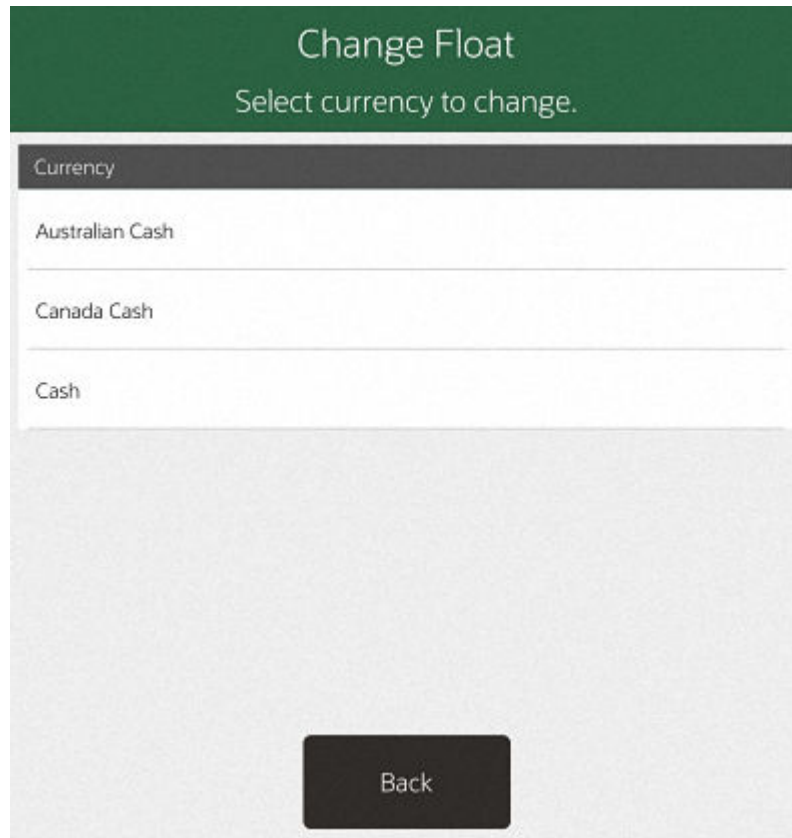 Change Float
Select currency to change.
Currency
Australian Cash
Canada Cash
Cash
Back